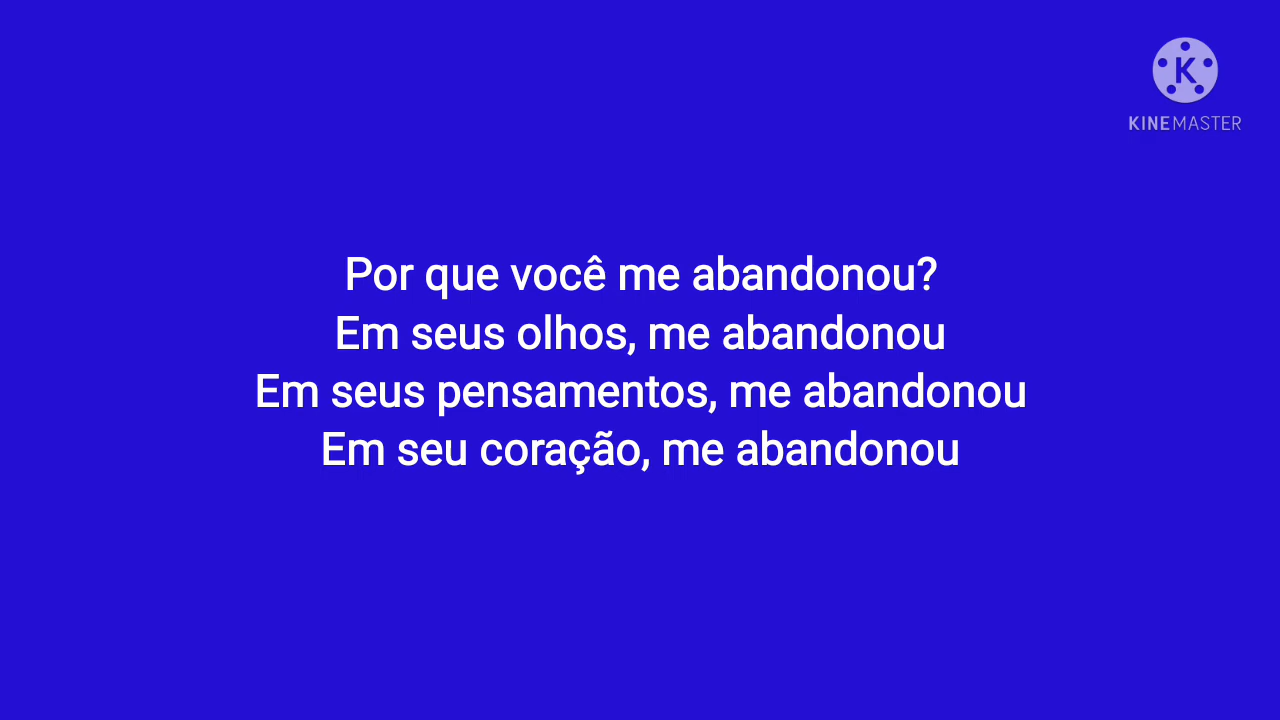 K
KINEMASTER
Por que você me abandonou?
Em seus olhos, me abandonou
Em seus pensamentos, me abandonou
Em seu coração, me abandonou